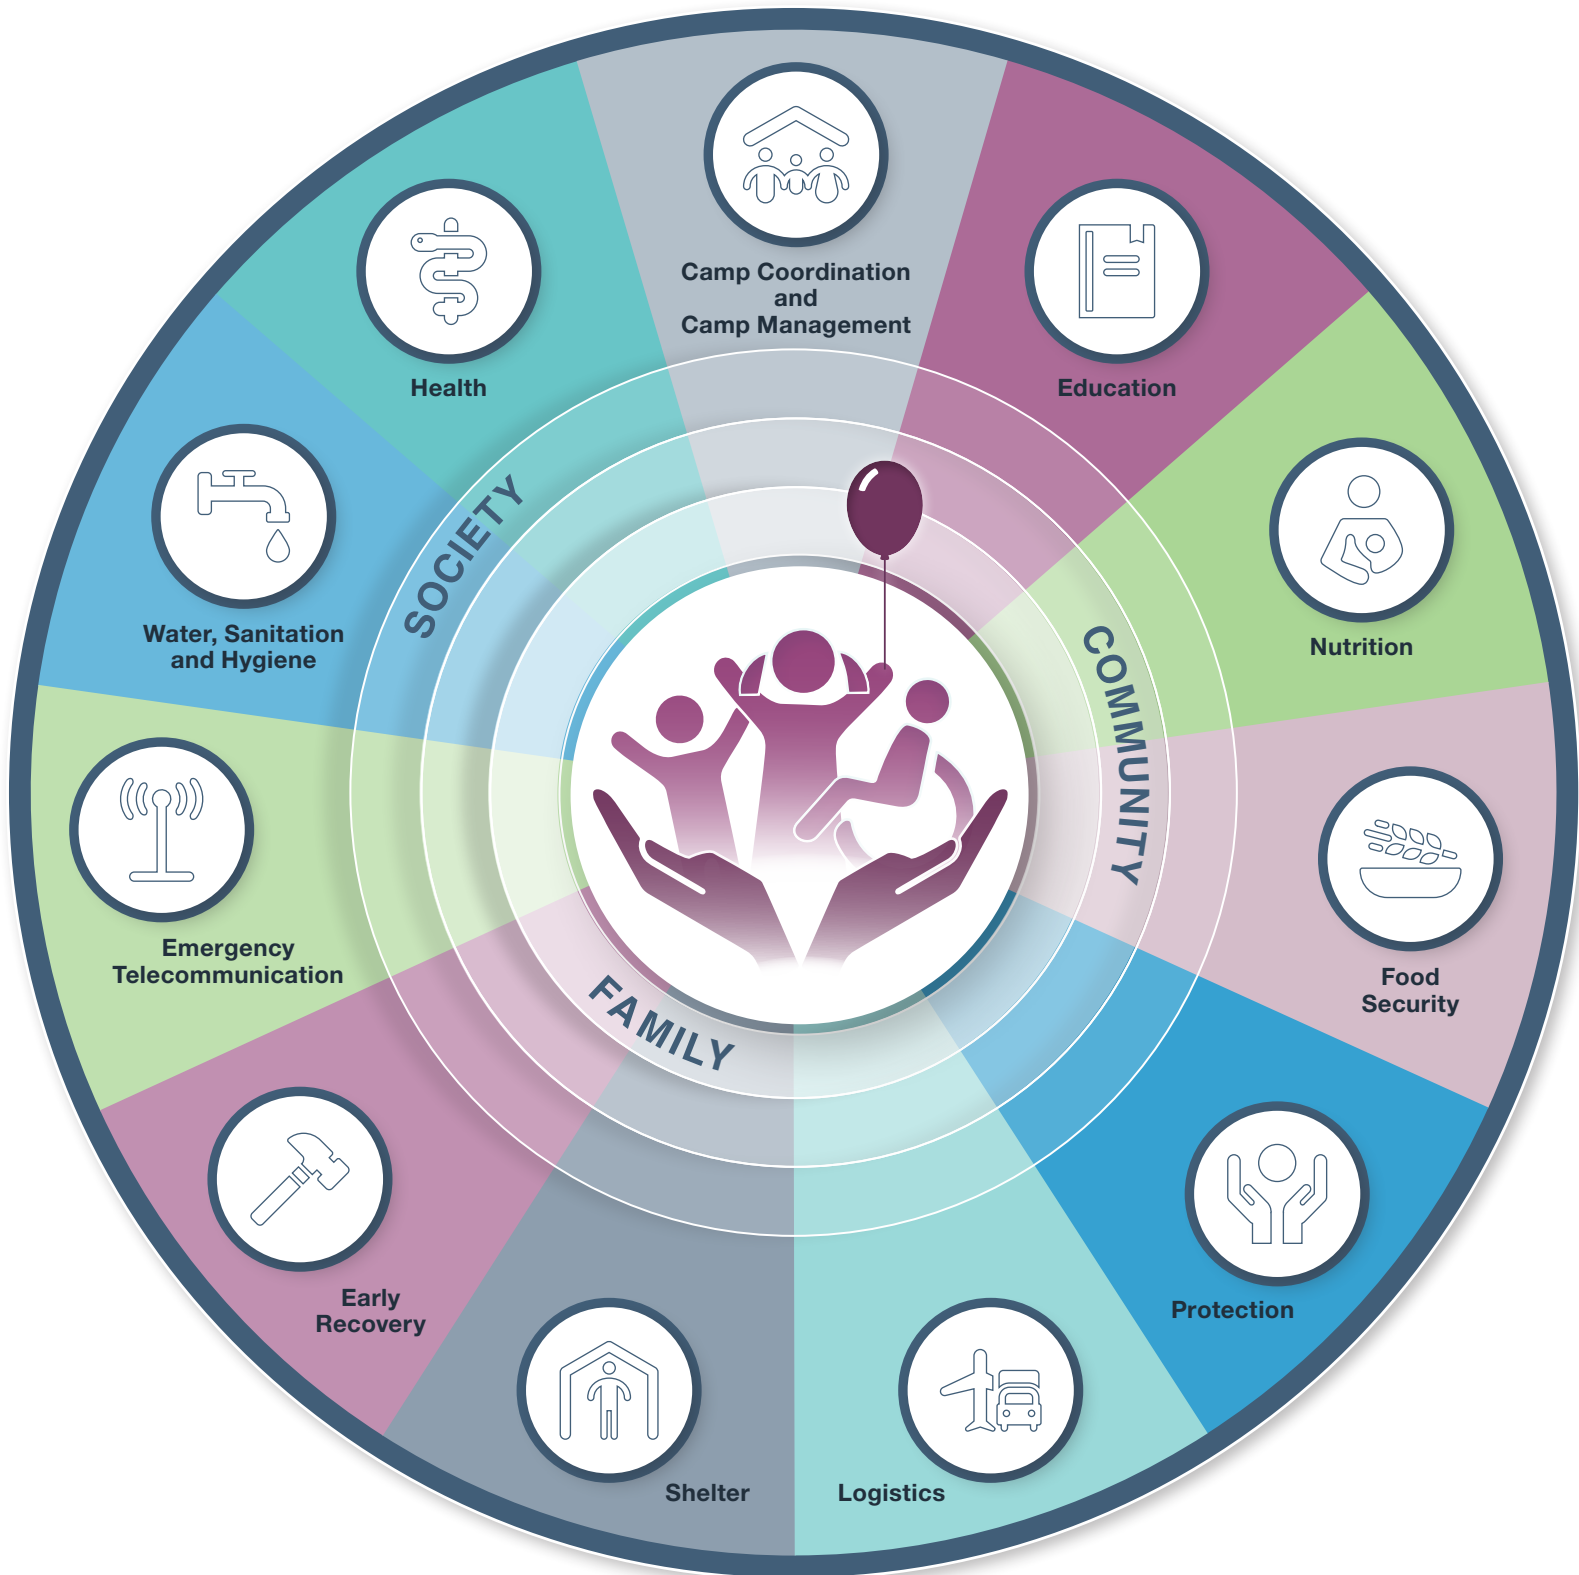 Camp Coordination
and
Camp Management
Education
Nutrition
Food
Security
Protection
Logistics
Shelter
Early
Recovery
Emergency
Telecommunication
Water, Sanitation
and Hygiene
Health
SOCIETY
COMMUNITY
FAMILY